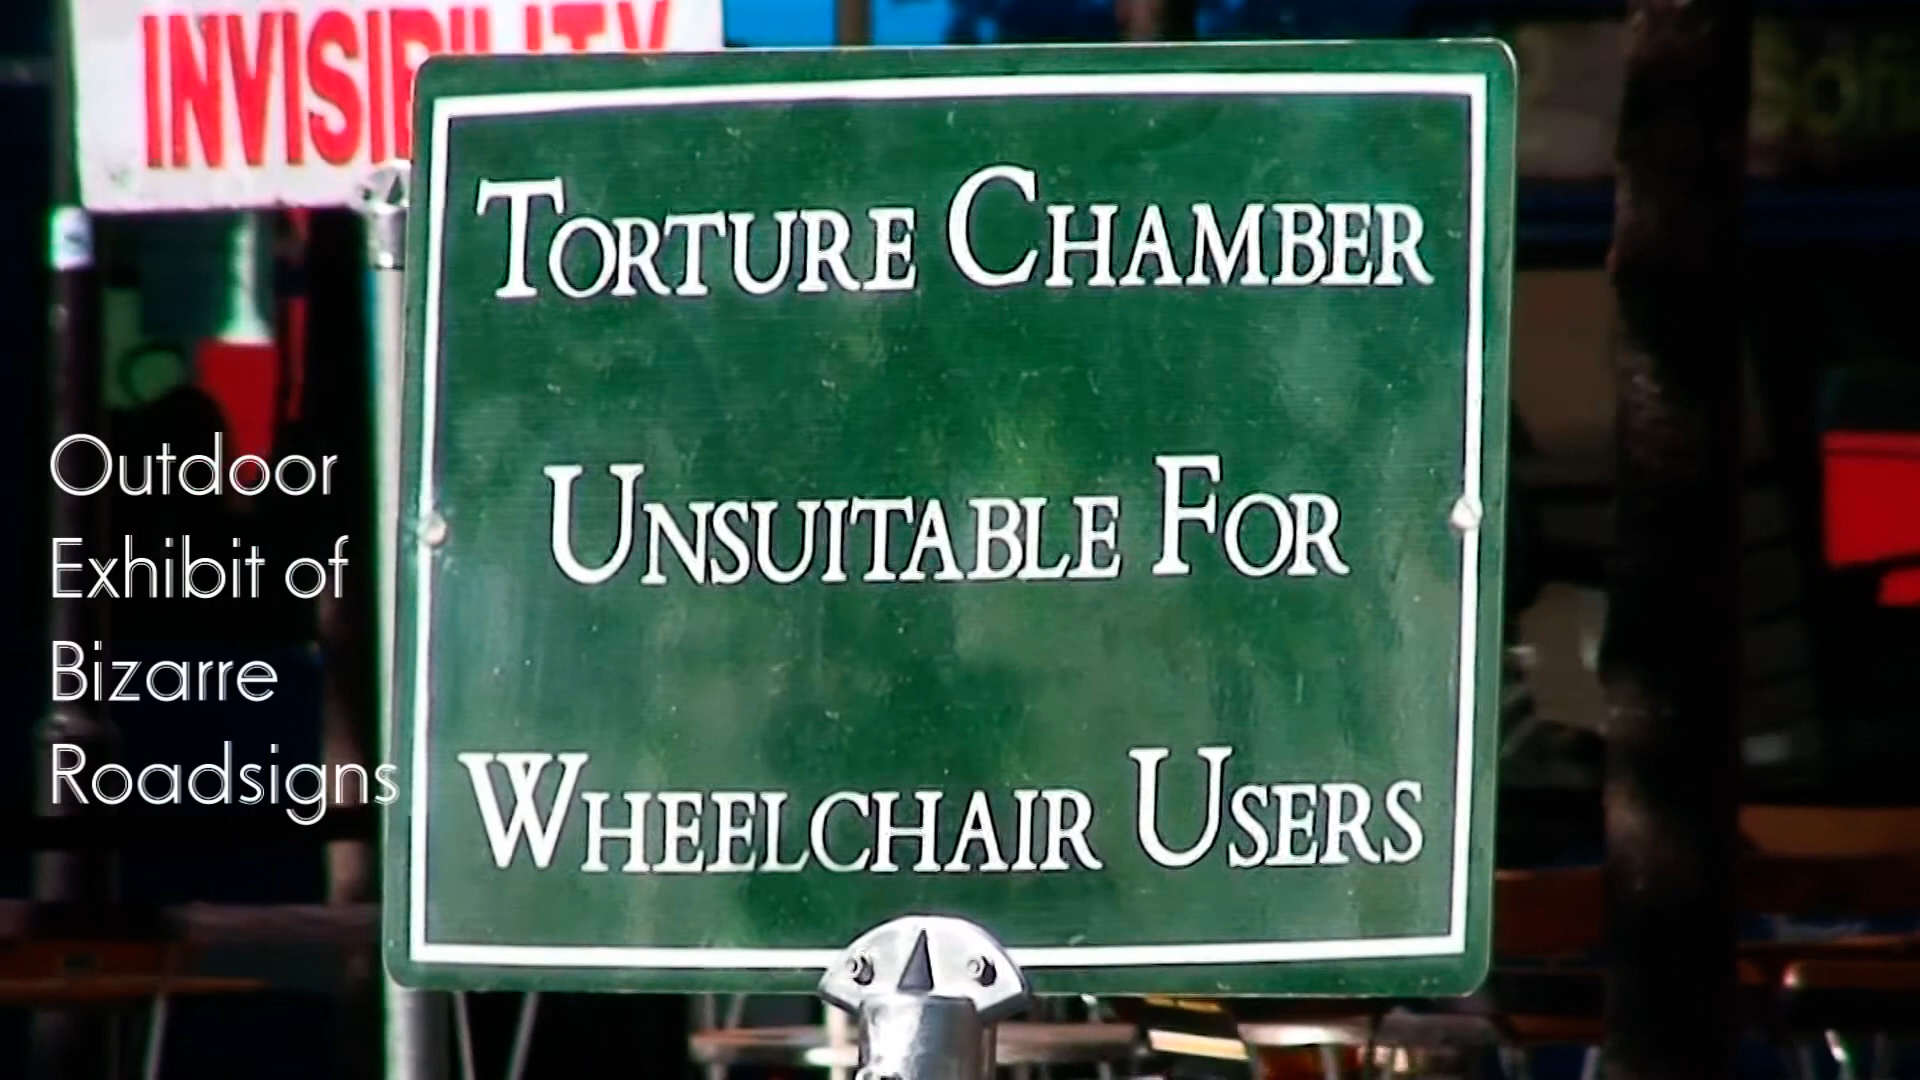 INVISIBILITY
TORTURE CHAMBER
UNSUITABLE FOR
WHEELCHAIR USERS
Outdoor
Exhibit of
Bizarre
Roadsigns